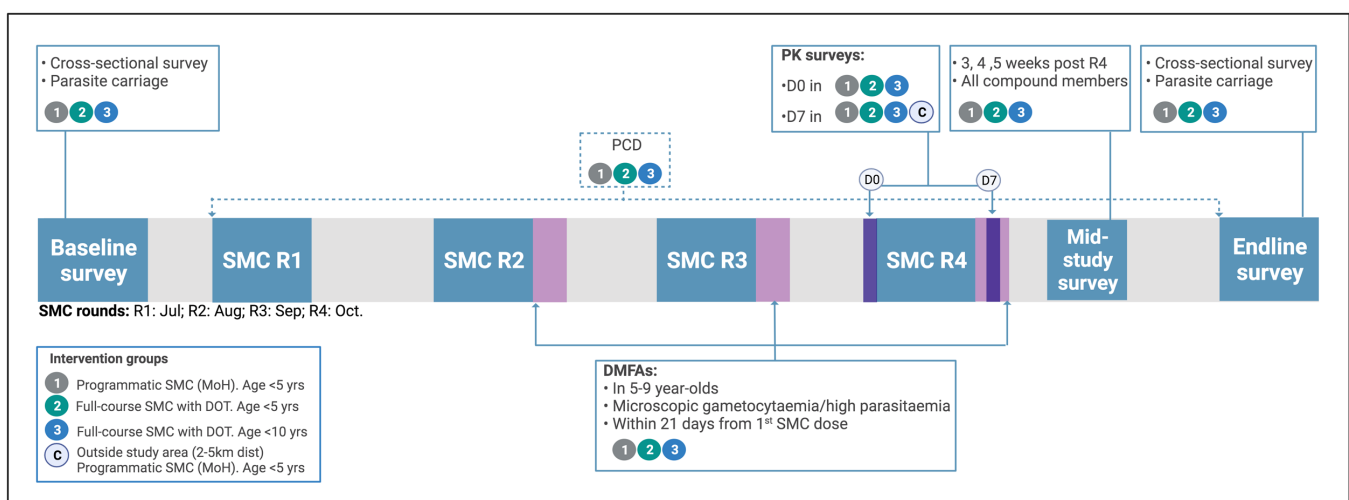 • Cross-sectional survey
• Parasite carriage
1 2 3
PCD
1 2 3
PK surveys:
•D0 in 1 2 3
•D7 in 1 2 3 C
• 3, 4 ,5 weeks post R4
• All compound members
1 2 3
• Cross-sectional survey
• Parasite carriage
1 2 3
D0
D7
Baseline
survey
SMC R1
SMC R2
SMC R3
SMC R4
Mid-
study
survey
Endline
survey
SMC rounds: R1: Jul; R2: Aug; R3: Sep; R4: Oct.
Intervention groups
1 Programmatic SMC (MoH). Age <5 yrs
2 Full-course SMC with DOT. Age <5 yrs
3 Full-course SMC with DOT. Age <10 yrs
C Outside study area (2-5km dist)
Programmatic SMC (MoH). Age <5 yrs
DMFAs:
• In 5-9 year-olds
• Microscopic gametocytaemia/high parasitaemia
• Within 21 days from 1st SMC dose
1 2 3